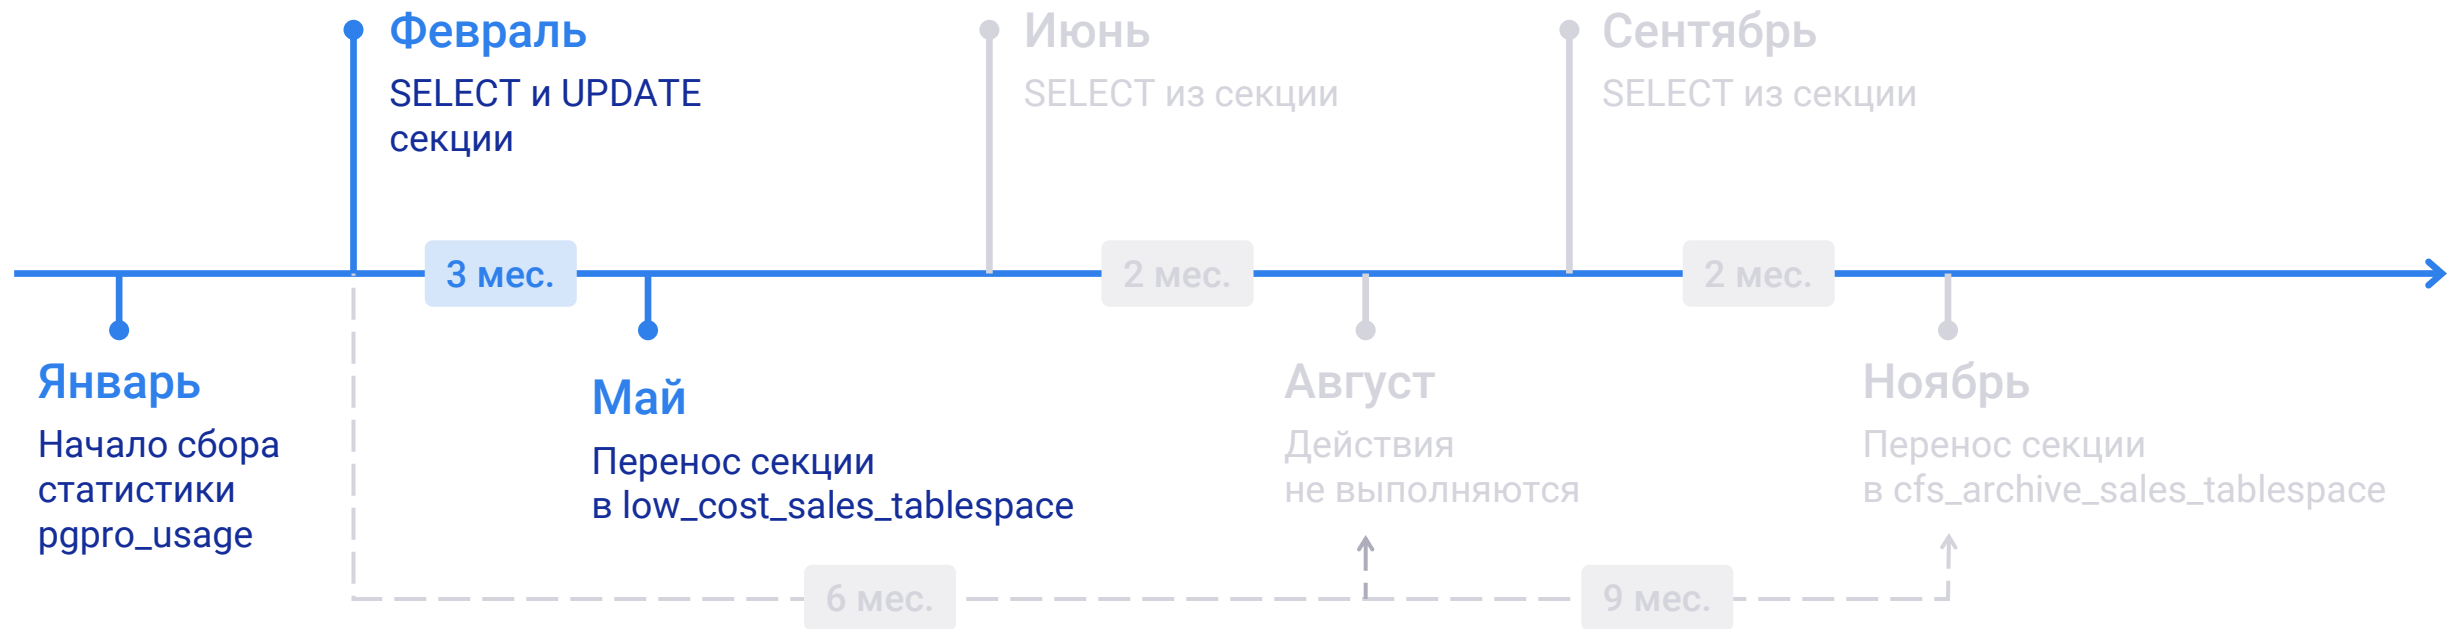 Февраль
SELECT и UPDATE
секции
Июнь
SELECT из секции
Сентябрь
SELECT из секции
3 мес.
2 мес.
2 мес.
Январь
Начало сбора
статистики
pgpro_usage
Май
Перенос секции
в low_cost_sales_tablespace
Август
Действия
не выполняются
Ноябрь
Перенос секции
в cfs_archive_sales_tablespace
6 мес.
9 мес.